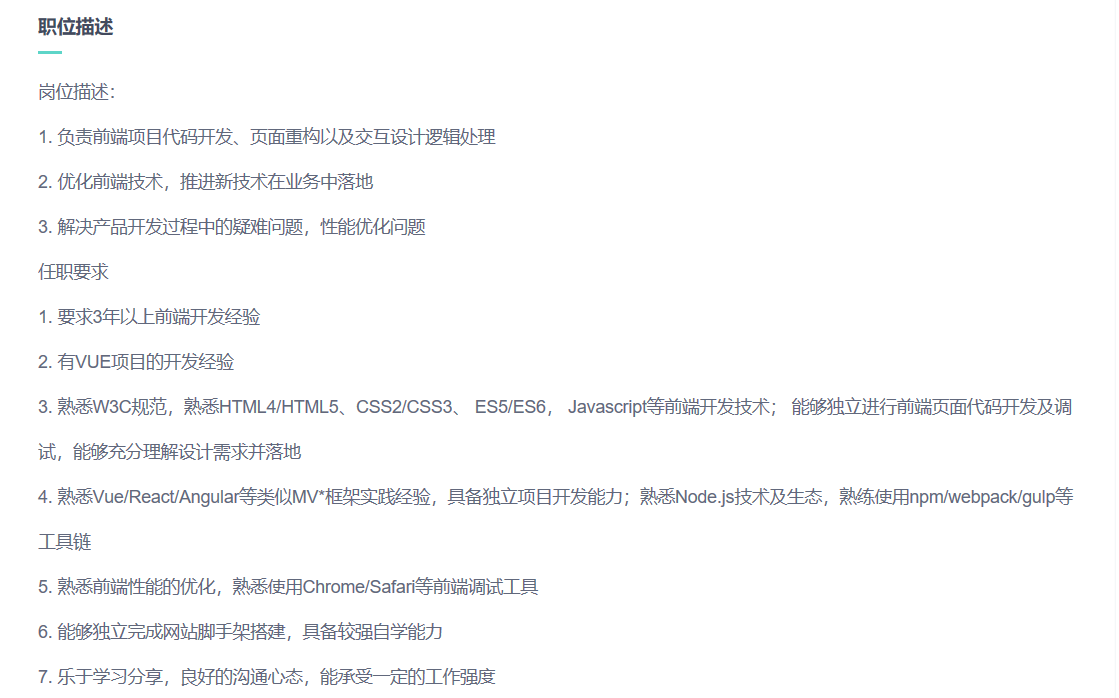 职位描述
岗位描述：
1. 负责前端项目代码开发、页面重构以及交互设计逻辑处理
2. 优化前端技术，推进新技术在业务中落地
3. 解决产品开发过程中的疑难问题，性能优化问题
任职要求
1. 要求3年以上前端开发经验
2. 有VUE项目的开发经验
3. 熟悉W3C规范，熟悉HTML4/HTML5、CSS2/CSS3、 ES5/ES6， Javascript等前端开发技术； 能够独立进行前端页面代码开发及调
试，能够充分理解设计需求并落地
4. 熟悉Vue/React/Angular等类似MV*框架实践经验，具备独立项目开发能力；熟悉Node.js技术及生态，熟练使用npm/webpack/gulp等
工具链
5. 熟悉前端性能的优化，熟悉使用Chrome/Safari等前端调试工具
6. 能够独立完成网站脚手架搭建，具备较强自学能力
7. 乐于学习分享，良好的沟通心态，能承受一定的工作强度